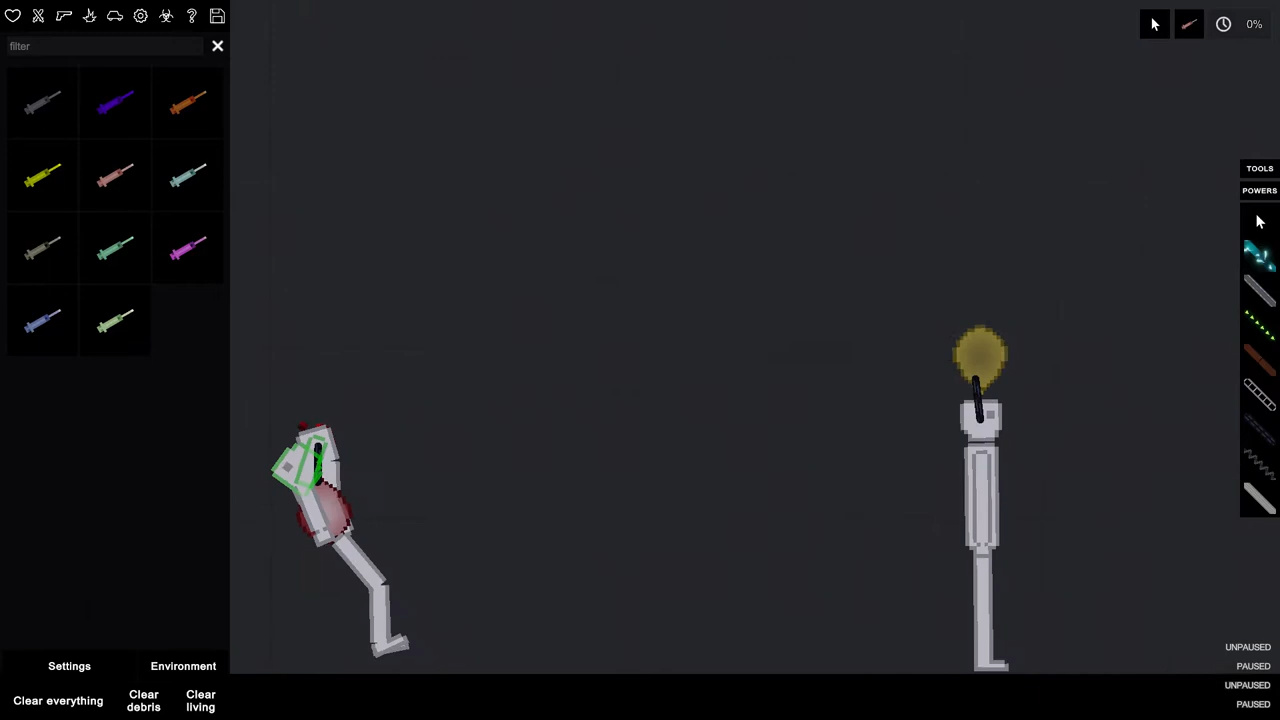 filter
0%
TOOLS
POWERS
Settings
Environment
Clear everything
Clear debris
Clear living
UNPAUSED
PAUSED
UNPAUSED
PAUSED